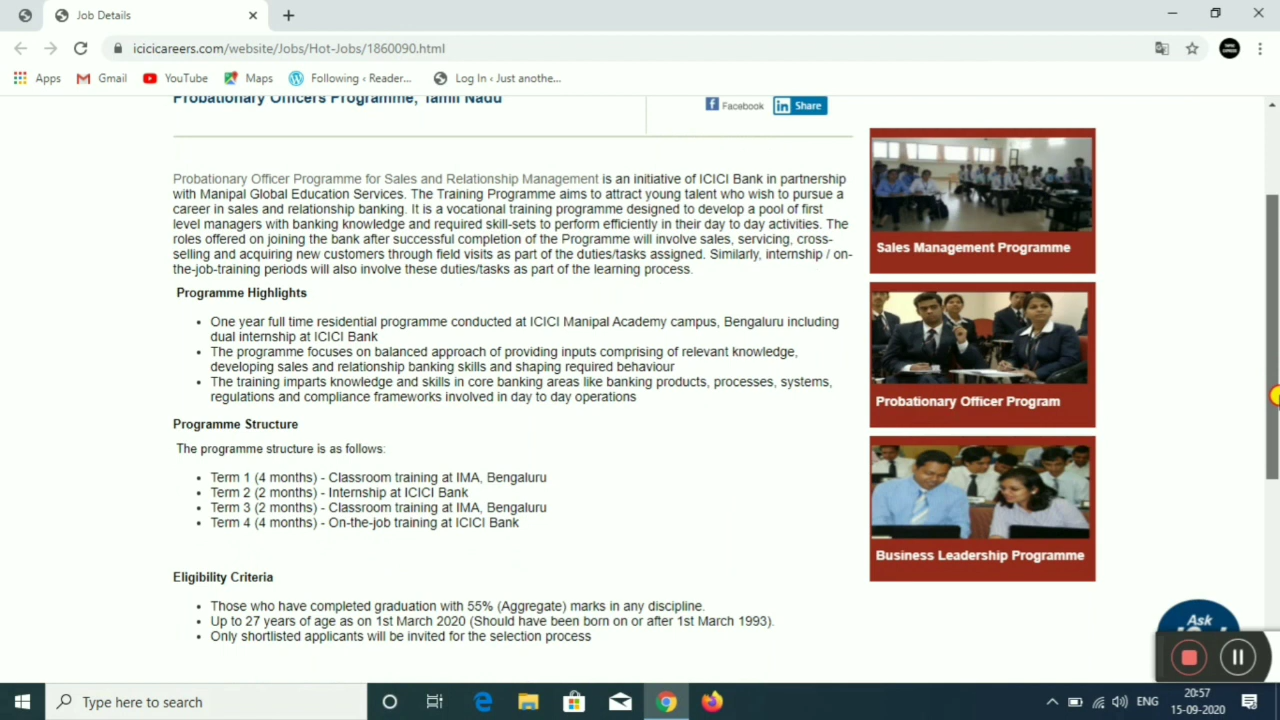 Job Details
icicicareers.com/website/Jobs/Hot-Jobs/1860090.html
Apps Gmail YouTube Maps Following ‹ Reader... Log In ‹ Just anothe...
Probationary Officers Programme, Tamil Nadu
Facebook in Share
Probationary Officer Programme for Sales and Relationship Management is an initiative of ICICI Bank in partnership
with Manipal Global Education Services. The Training Programme aims to attract young talent who wish to pursue a
career in sales and relationship banking. It is a vocational training programme designed to develop a pool of first
level managers with banking knowledge and required skill-sets to perform efficiently in their day to day activities. The
roles offered on joining the bank after successful completion of the Programme will involve sales, servicing, cross-
selling and acquiring new customers through field visits as part of the duties/tasks assigned. Similarly, internship / on-
the-job-training periods will also involve these duties/tasks as part of the learning process.
Programme Highlights
• One year full time residential programme conducted at ICICI Manipal Academy campus, Bengaluru including
dual internship at ICICI Bank
• The programme focuses on balanced approach of providing inputs comprising of relevant knowledge,
developing sales and relationship banking skills and shaping required behaviour
• The training imparts knowledge and skills in core banking areas like banking products, processes, systems,
regulations and compliance frameworks involved in day to day operations
Programme Structure
The programme structure is as follows:
• Term 1 (4 months) - Classroom training at IMA, Bengaluru
• Term 2 (2 months) - Internship at ICICI Bank
• Term 3 (2 months) - Classroom training at IMA, Bengaluru
• Term 4 (4 months) - On-the-job training at ICICI Bank
Eligibility Criteria
• Those who have completed graduation with 55% (Aggregate) marks in any discipline.
• Up to 27 years of age as on 1st March 2020 (Should have been born on or after 1st March 1993).
• Only shortlisted applicants will be invited for the selection process
Sales Management Programme
Probationary Officer Program
Business Leadership Programme
Ask
Type here to search
ENG
20:57
15-09-2020